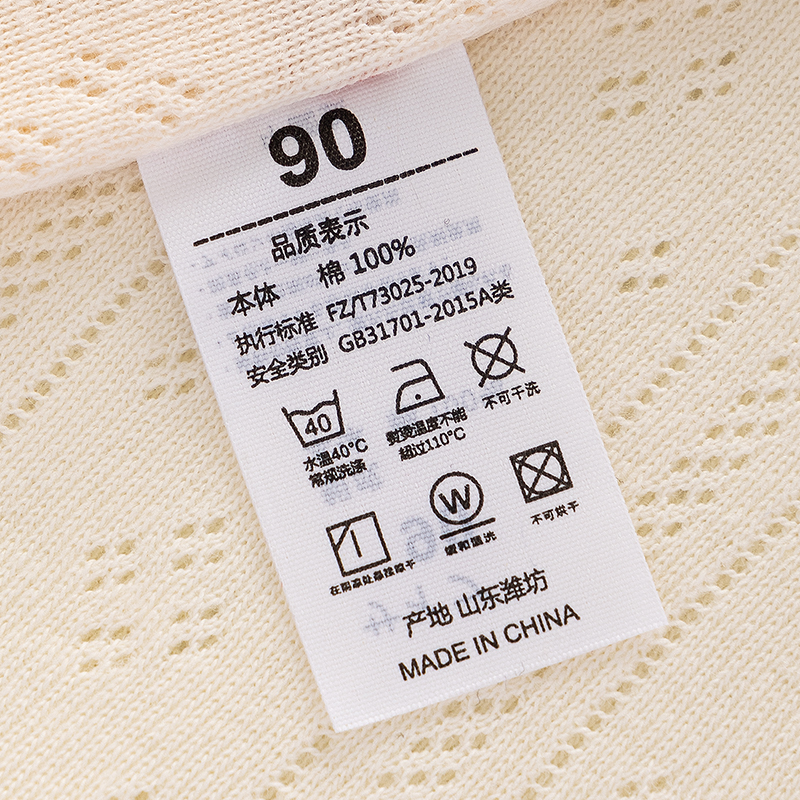 90
品质表示
本体 棉 100%
执行标准 FZ/T73025-2019
安全类别 GB31701-2015A类
40
水温40°C
常规洗涤
熨烫温度不能
超过110°C
不可干洗
在阴凉处悬挂晾干
W
缓和湿洗
不可烘干
产地 山东潍坊
MADE IN CHINA